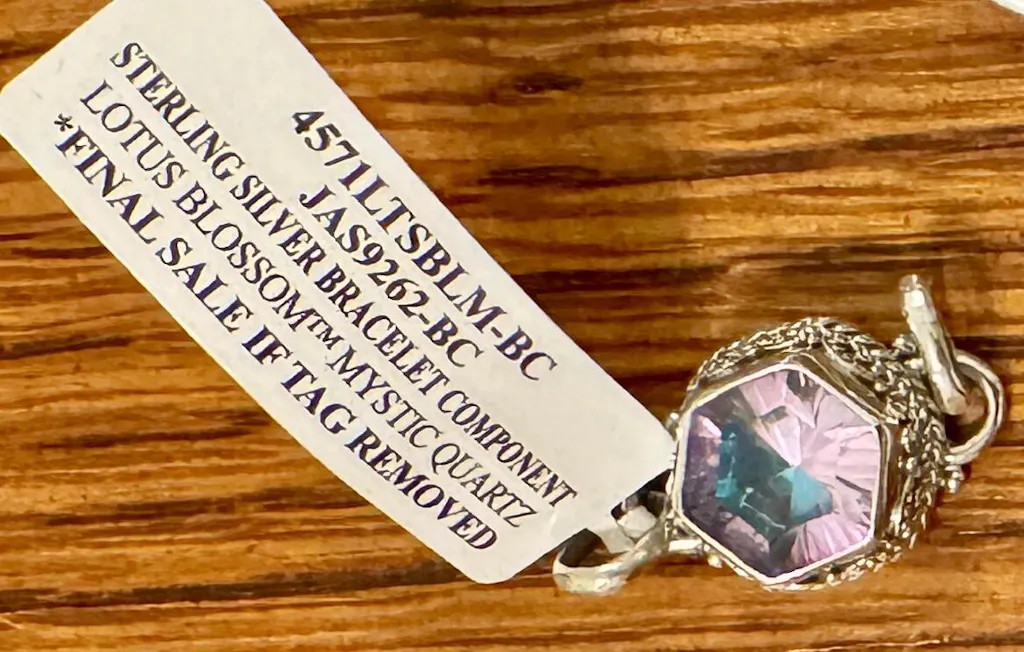 4571LTSBLM-BC
JAS9262-BC
STERLING SILVER BRACELET COMPONENT
LOTUS BLOSSOM™ MYSTIC QUARTZ
*FINAL SALE IF TAG REMOVED